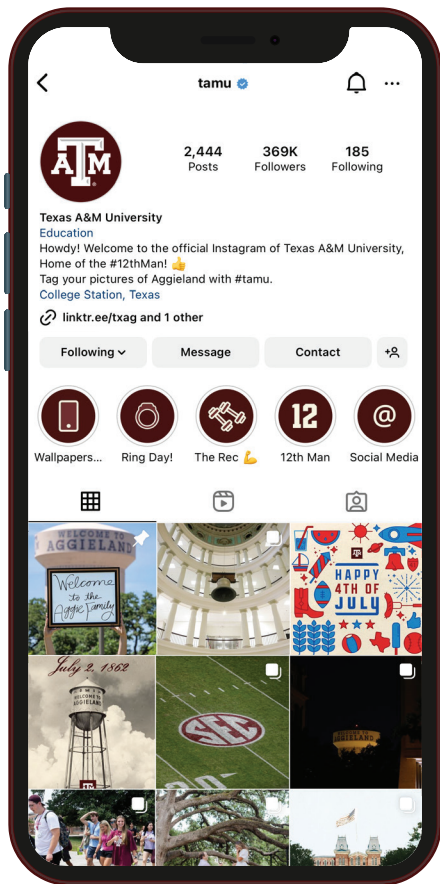 tamu
ATM
2,444
Posts
369K
Followers
185
Following
Texas A&M University
Education
Howdy! Welcome to the official Instagram of Texas A&M University,
Home of the #12thMan! 👍
Tag your pictures of Aggieland with #tamu.
College Station, Texas
linktr.ee/txag and 1 other
Following
Message
Contact
Wallpapers...
Ring Day!
The Rec 💪
12
12th Man
@
Social Media
WELCOME TO
AGGIELAND
Welcome
to the
Aggie Family
HAPPY
4TH OF
JULY
July 2, 1862
WELCOME TO
AGGIELAND
SEC
AGGIELAND